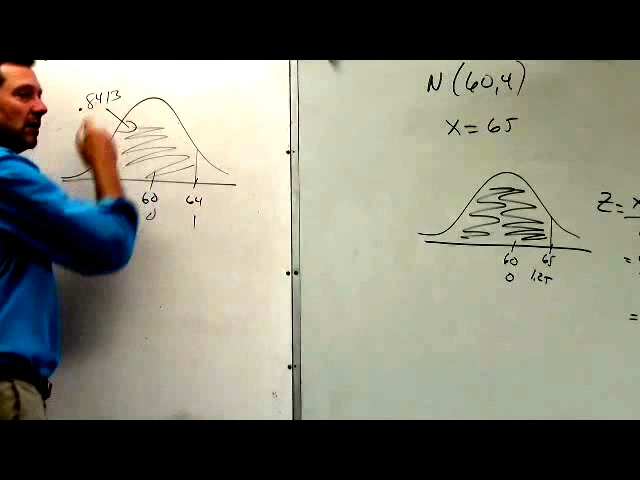 .8413
60 64
0 1
N(60,4)
X=65
60 65
0 1.25
Z= X
=
=